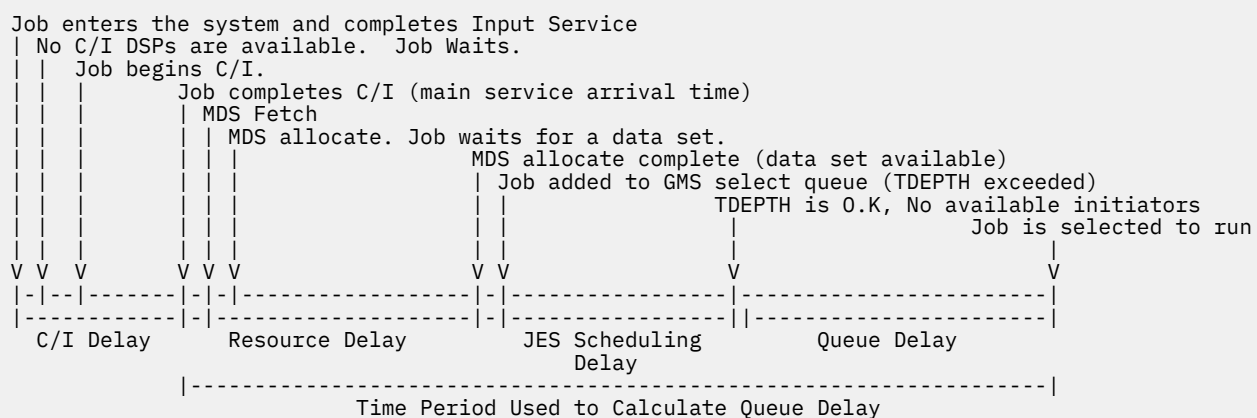 Job enters the system and completes Input Service
No C/I DSPs are available.  Job Waits.
Job begins C/I.
Job completes C/I (main service arrival time)
MDS Fetch
MDS allocate. Job waits for a data set.
MDS allocate complete (data set available)
Job added to GMS select queue (TDEPTH exceeded)
TDEPTH is O.K, No available initiators
Job is selected to run
V V V V V V V V V V
C/I Delay Resource Delay JES Scheduling Queue Delay
Delay
Time Period Used to Calculate Queue Delay